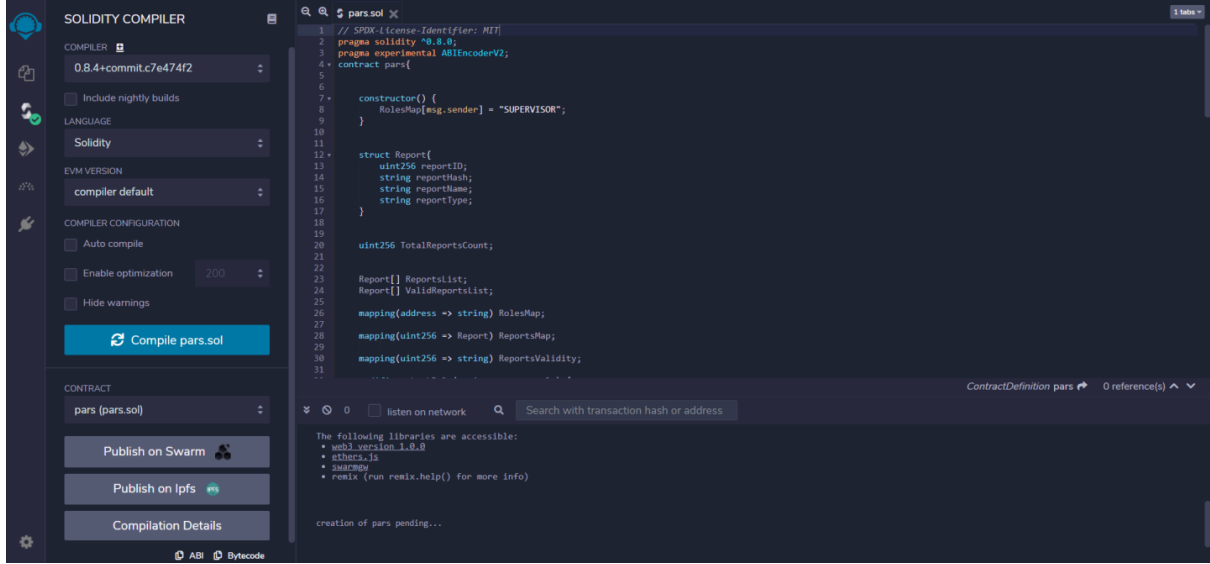 SOLIDITY COMPILER
COMPILER
0.8.4+commit.c7e474f2
Include nightly builds
LANGUAGE
Solidity
EVM VERSION
compiler default
COMPILER CONFIGURATION
Auto compile
Enable optimization 200
Hide warnings
Compile pars.sol
CONTRACT
pars (pars.sol)
Publish on Swarm
Publish on Ipfs
Compilation Details
ABI Bytecode
pars.sol
1 tabs
1 // SPDX-License-Identifier: MIT
2 pragma solidity ^0.8.0;
3 pragma experimental ABIEncoderV2;
4 contract pars{
5
6
7 constructor() {
8 RolesMap[msg.sender] = "SUPERVISOR";
9 }
10
11
12 struct Report{
13 uint256 reportID;
14 string reportHash;
15 string reportName;
16 string reportType;
17 }
18
19
20 uint256 TotalReportsCount;
21
22
23 Report[] ReportsList;
24 Report[] ValidReportsList;
25
26 mapping(address => string) RolesMap;
27
28 mapping(uint256 => Report) ReportsMap;
29
30 mapping(uint256 => string) ReportsValidity;
31
ContractDefinition pars 0 reference(s)
0 listen on network Search with transaction hash or address
The following libraries are accessible:
• web3 version 1.0.0
• ethers.js
• swarmgw
• remix (run remix.help() for more info)
creation of pars pending...